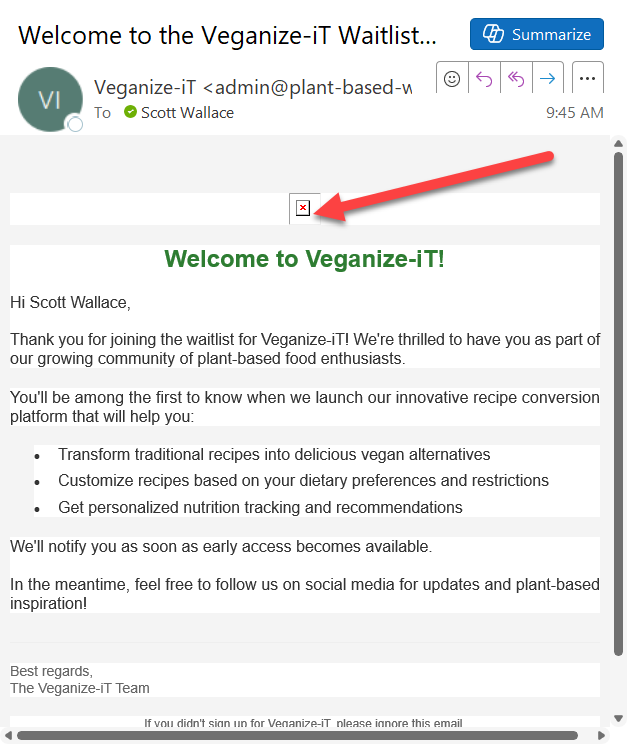 Welcome to the Veganize-iT Waitlist...
Summarize
VI
Veganize-iT <admin@plant-based-w
To Scott Wallace
9:45 AM
Welcome to Veganize-iT!
Hi Scott Wallace,
Thank you for joining the waitlist for Veganize-iT! We're thrilled to have you as part of
our growing community of plant-based food enthusiasts.
You'll be among the first to know when we launch our innovative recipe conversion
platform that will help you:
• Transform traditional recipes into delicious vegan alternatives
• Customize recipes based on your dietary preferences and restrictions
• Get personalized nutrition tracking and recommendations
We'll notify you as soon as early access becomes available.
In the meantime, feel free to follow us on social media for updates and plant-based
inspiration!
Best regards,
The Veganize-iT Team
If you didn't sign up for Veganize-iT, please ignore this email